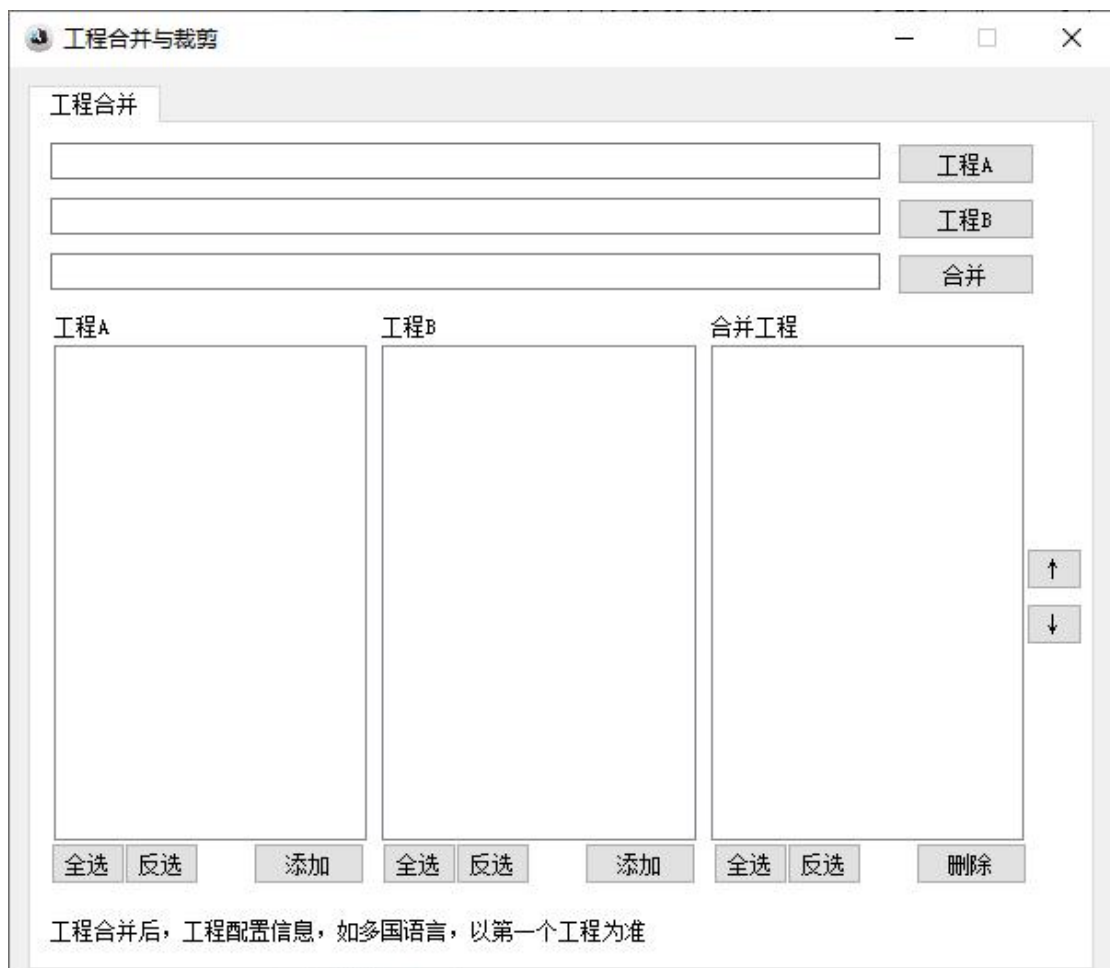 工程合并与裁剪
工程合并
工程A
工程B
合并
工程A 工程B 合并工程
↑
↓
全选 反选 添加 全选 反选 添加 全选 反选 删除
工程合并后，工程配置信息，如多国语言，以第一个工程为准